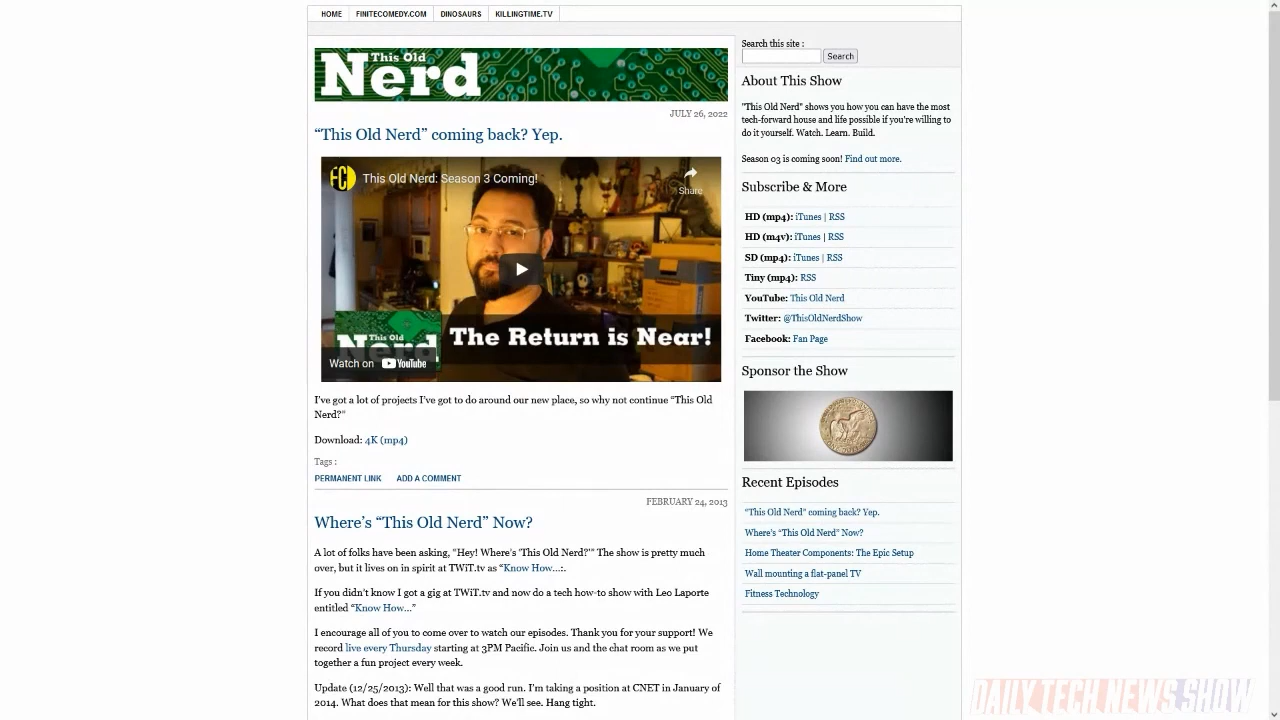 HOME FINITECOMEDY.COM DINOSAURS KILLINGTIME.TV
This Old
Nerd
JULY 26, 2022
“This Old Nerd” coming back? Yep.
FCD This Old Nerd: Season 3 Coming!
Share
This Old
Nerd
The Return is Near!
Watch on YouTube
I've got a lot of projects I've got to do around our new place, so why not continue “This Old
Nerd?”
Download: 4K (mp4)
Tags :
PERMANENT LINK ADD A COMMENT
FEBRUARY 24, 2013
Where’s “This Old Nerd” Now?
A lot of folks have been asking, “Hey! Where’s ‘This Old Nerd?’” The show is pretty much
over, but it lives on in spirit at TWiT.tv as “Know How…:.
If you didn’t know I got a gig at TWiT.tv and now do a tech how-to show with Leo Laporte
entitled “Know How…”
I encourage all of you to come over to watch our episodes. Thank you for your support! We
record live every Thursday starting at 3PM Pacific. Join us and the chat room as we put
together a fun project every week.
Update (12/25/2013): Well that was a good run. I’m taking a position at CNET in January of
2014. What does that mean for this show? We’ll see. Hang tight.
Search this site :
Search
About This Show
"This Old Nerd" shows you how you can have the most
tech-forward house and life possible if you're willing to
do it yourself. Watch. Learn. Build.
Season 03 is coming soon! Find out more.
Subscribe & More
HD (mp4): iTunes | RSS
HD (m4v): iTunes | RSS
SD (mp4): iTunes | RSS
Tiny (mp4): RSS
YouTube: This Old Nerd
Twitter: @ThisOldNerdShow
Facebook: Fan Page
Sponsor the Show
Recent Episodes
“This Old Nerd” coming back? Yep.
Where’s “This Old Nerd” Now?
Home Theater Components: The Epic Setup
Wall mounting a flat-panel TV
Fitness Technology
DAILY TECH NEWS SHOW